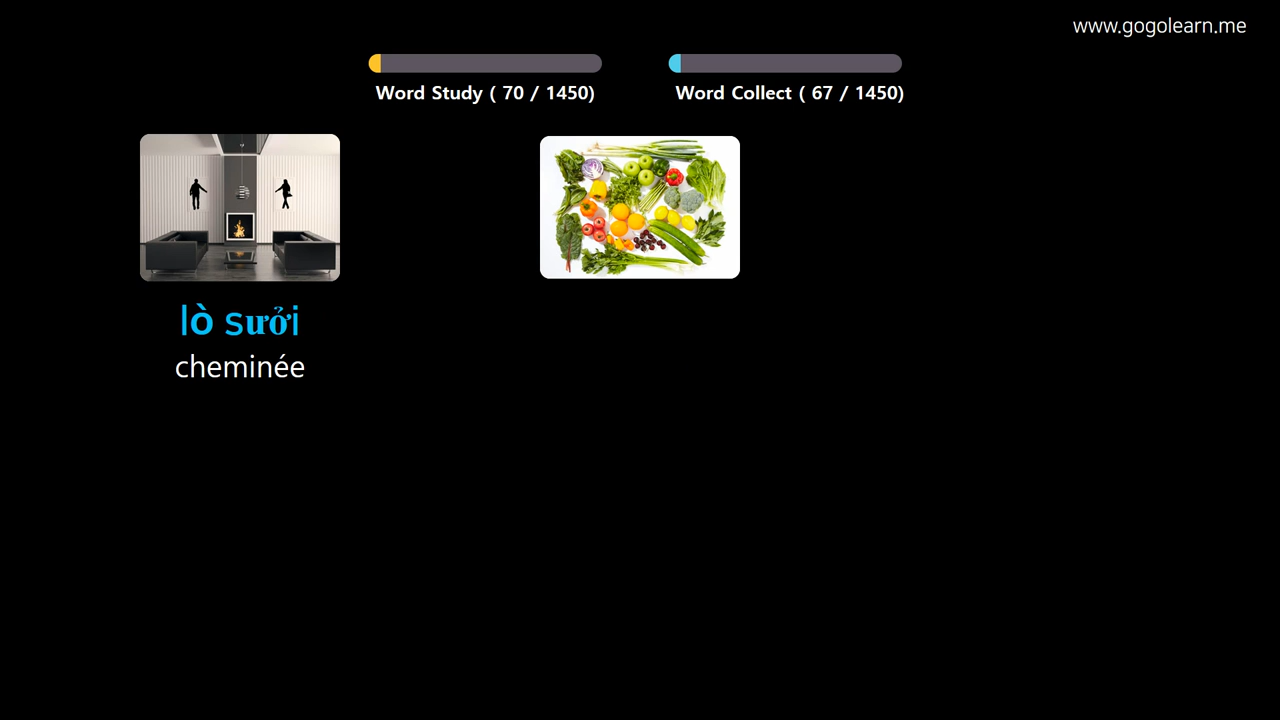 www.gogolearn.me
Word Study ( 70 / 1450)
Word Collect ( 67 / 1450)
lò sưởi
cheminée